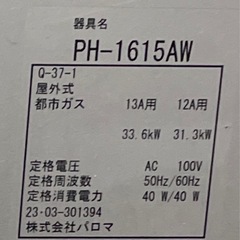 器具名
PH-1615AW
Q-37-1
屋外式
都市ガス 13A用 12A用
33.6kW 31.3kW
定格電圧 AC 100V
定格周波数 50Hz/60Hz
定格消費電力 40 W/40 W
23-03-301394
株式会社パロマ